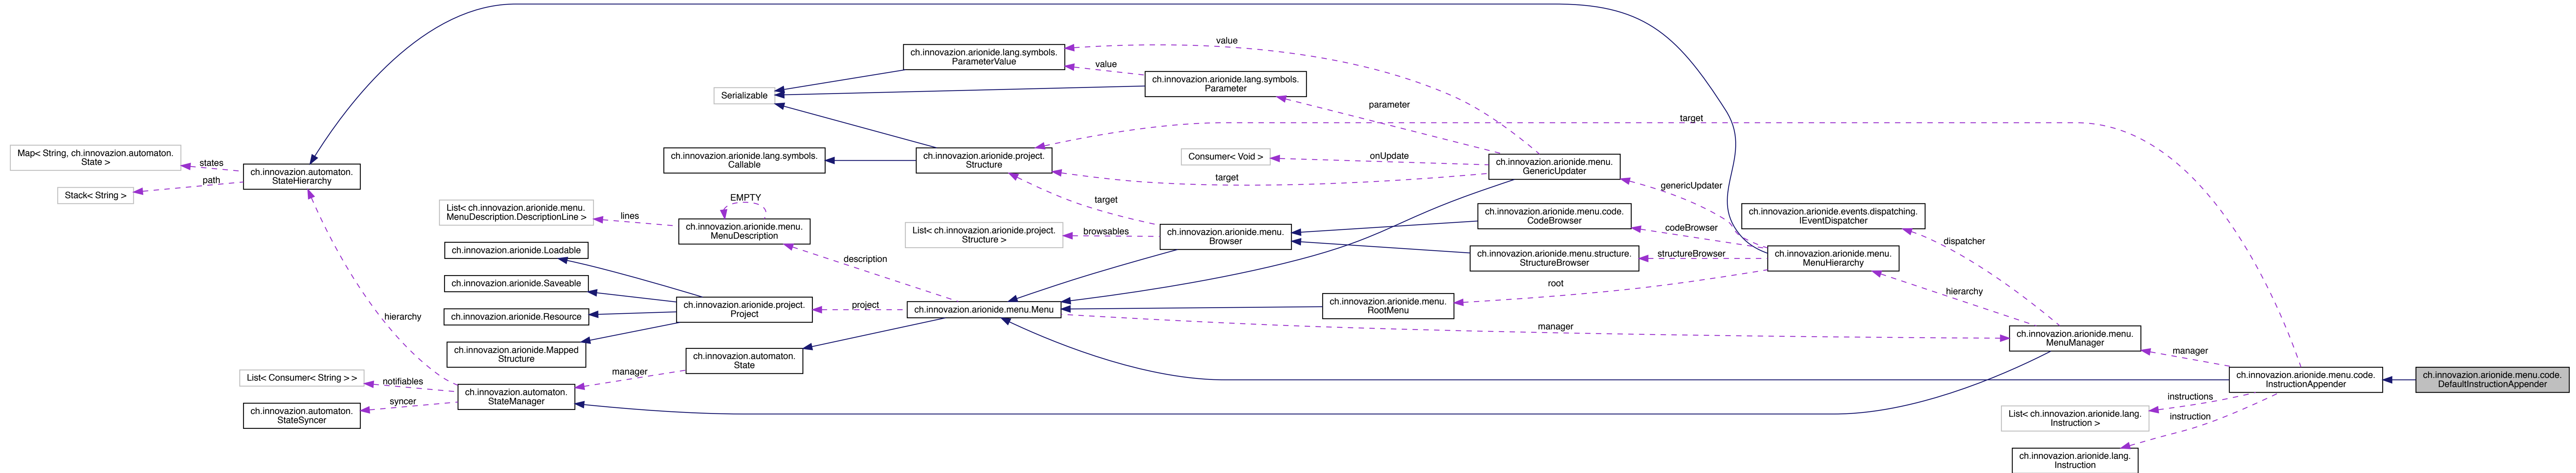 value
ch.innovazion.arionide.lang.symbols.
ParameterValue
value
ch.innovazion.arionide.lang.symbols.
Parameter
Serializable
parameter
target
Map< String, ch.innovazion.automaton.
State >
states
ch.innovazion.automaton.
StateHierarchy
path
Stack< String >
ch.innovazion.arionide.lang.symbols.
Callable
ch.innovazion.arionide.project.
Structure
Consumer< Void >
onUpdate
ch.innovazion.arionide.menu.
GenericUpdater
target
genericUpdater
EMPTY
target
List< ch.innovazion.arionide.menu.
MenuDescription.DescriptionLine >
lines
ch.innovazion.arionide.menu.
MenuDescription
List< ch.innovazion.arionide.project.
Structure >
browsables
ch.innovazion.arionide.menu.
Browser
ch.innovazion.arionide.menu.code.
CodeBrowser
codeBrowser
ch.innovazion.arionide.events.dispatching.
IEventDispatcher
dispatcher
ch.innovazion.arionide.Loadable
description
ch.innovazion.arionide.menu.structure.
StructureBrowser
structureBrowser
ch.innovazion.arionide.menu.
MenuHierarchy
ch.innovazion.arionide.Saveable
root
hierarchy
ch.innovazion.arionide.Resource
ch.innovazion.arionide.project.
Project
project
ch.innovazion.arionide.menu.Menu
ch.innovazion.arionide.menu.
RootMenu
hierarchy
manager
ch.innovazion.arionide.menu.
MenuManager
ch.innovazion.arionide.Mapped
Structure
ch.innovazion.automaton.
State
manager
manager
List< Consumer< String > >
notifiables
ch.innovazion.automaton.
StateManager
ch.innovazion.arionide.menu.code.
InstructionAppender
ch.innovazion.arionide.menu.code.
DefaultInstructionAppender
syncer
ch.innovazion.automaton.
StateSyncer
instructions
List< ch.innovazion.arionide.lang.
Instruction >
instruction
ch.innovazion.arionide.lang.
Instruction